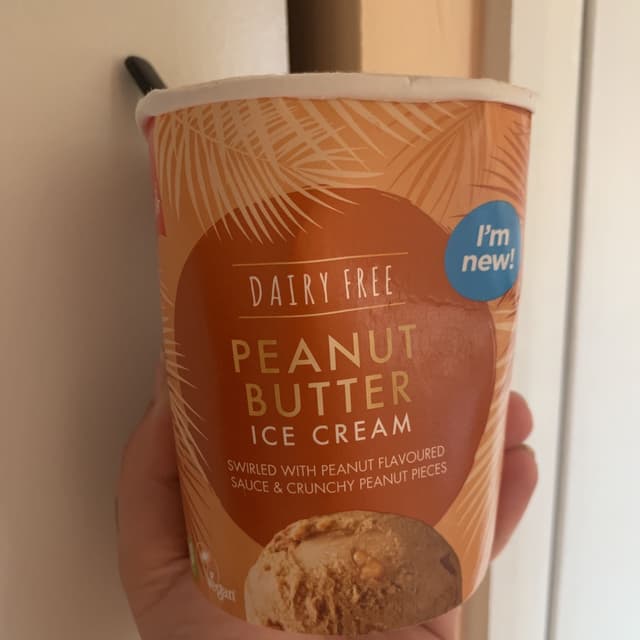 I'm
new!
DAIRY FREE
PEANUT
BUTTER
ICE CREAM
SWIRLED WITH PEANUT FLAVOURED
SAUCE & CRUNCHY PEANUT PIECES
Vegan